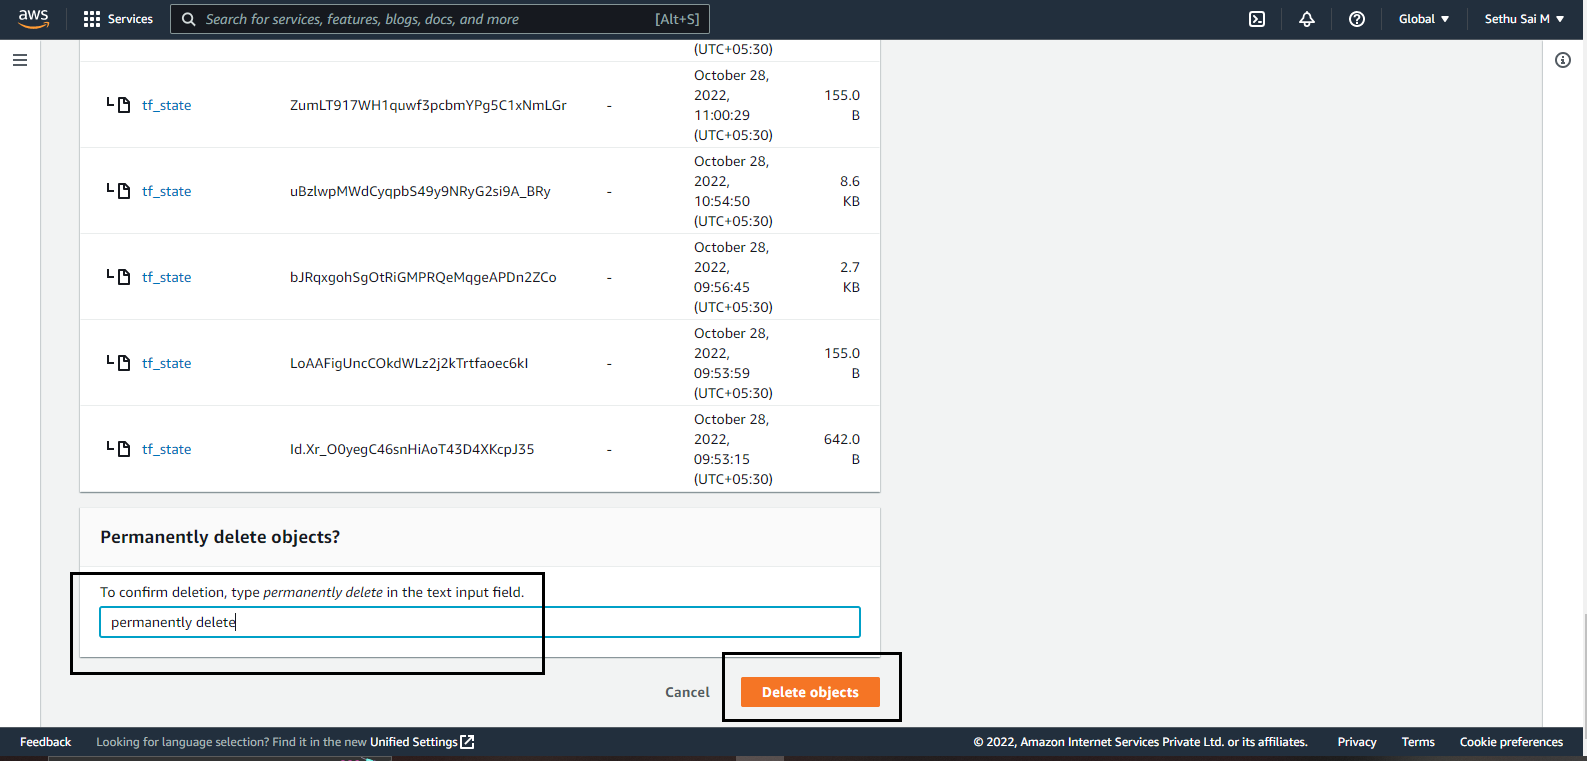 aws
Services
Search for services, features, blogs, docs, and more
[Alt+S]
Global
Sethu Sai M
(UTC+05:30)
tf_state
ZumLT917WH1quwf3pcbmYPg5C1xNmLGr
-
October 28,
2022,
11:00:29
(UTC+05:30)
155.0
B
tf_state
uBzlwpMWdCyqpbS49y9NRyG2si9A_BRy
-
October 28,
2022,
10:54:50
(UTC+05:30)
8.6
KB
tf_state
bJRqxgohSgOtRiGMPRQeMqgeAPDn2ZCo
-
October 28,
2022,
09:56:45
(UTC+05:30)
2.7
KB
tf_state
LoAAFigUncCOkdWLz2j2kTrtfaoec6kI
-
October 28,
2022,
09:53:59
(UTC+05:30)
155.0
B
tf_state
Id.Xr_O0yegC46snHiAoT43D4XKcpJ35
-
October 28,
2022,
09:53:15
(UTC+05:30)
642.0
B
Permanently delete objects?
To confirm deletion, type permanently delete in the text input field.
permanently delete
Cancel
Delete objects
Feedback
Looking for language selection? Find it in the new Unified Settings
© 2022, Amazon Internet Services Private Ltd. or its affiliates.
Privacy
Terms
Cookie preferences